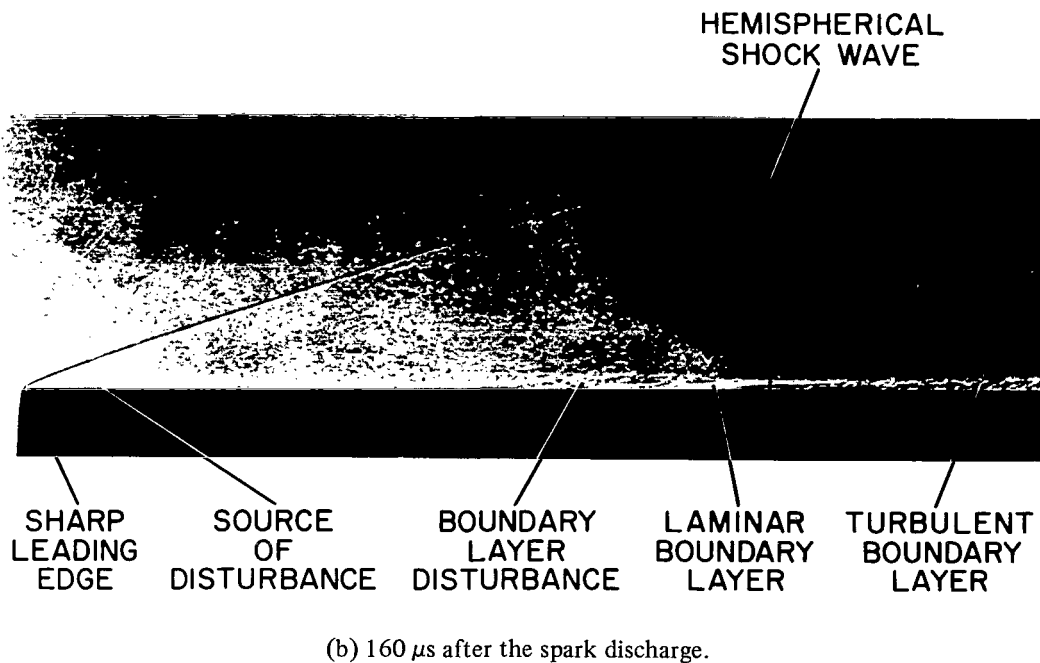 HEMISPHERICAL
SHOCK WAVE
SHARP
LEADING
EDGE
SOURCE
OF
DISTURBANCE
BOUNDARY
LAYER
DISTURBANCE
LAMINAR
BOUNDARY
LAYER
TURBULENT
BOUNDARY
LAYER
(b) 160 μs after the spark discharge.